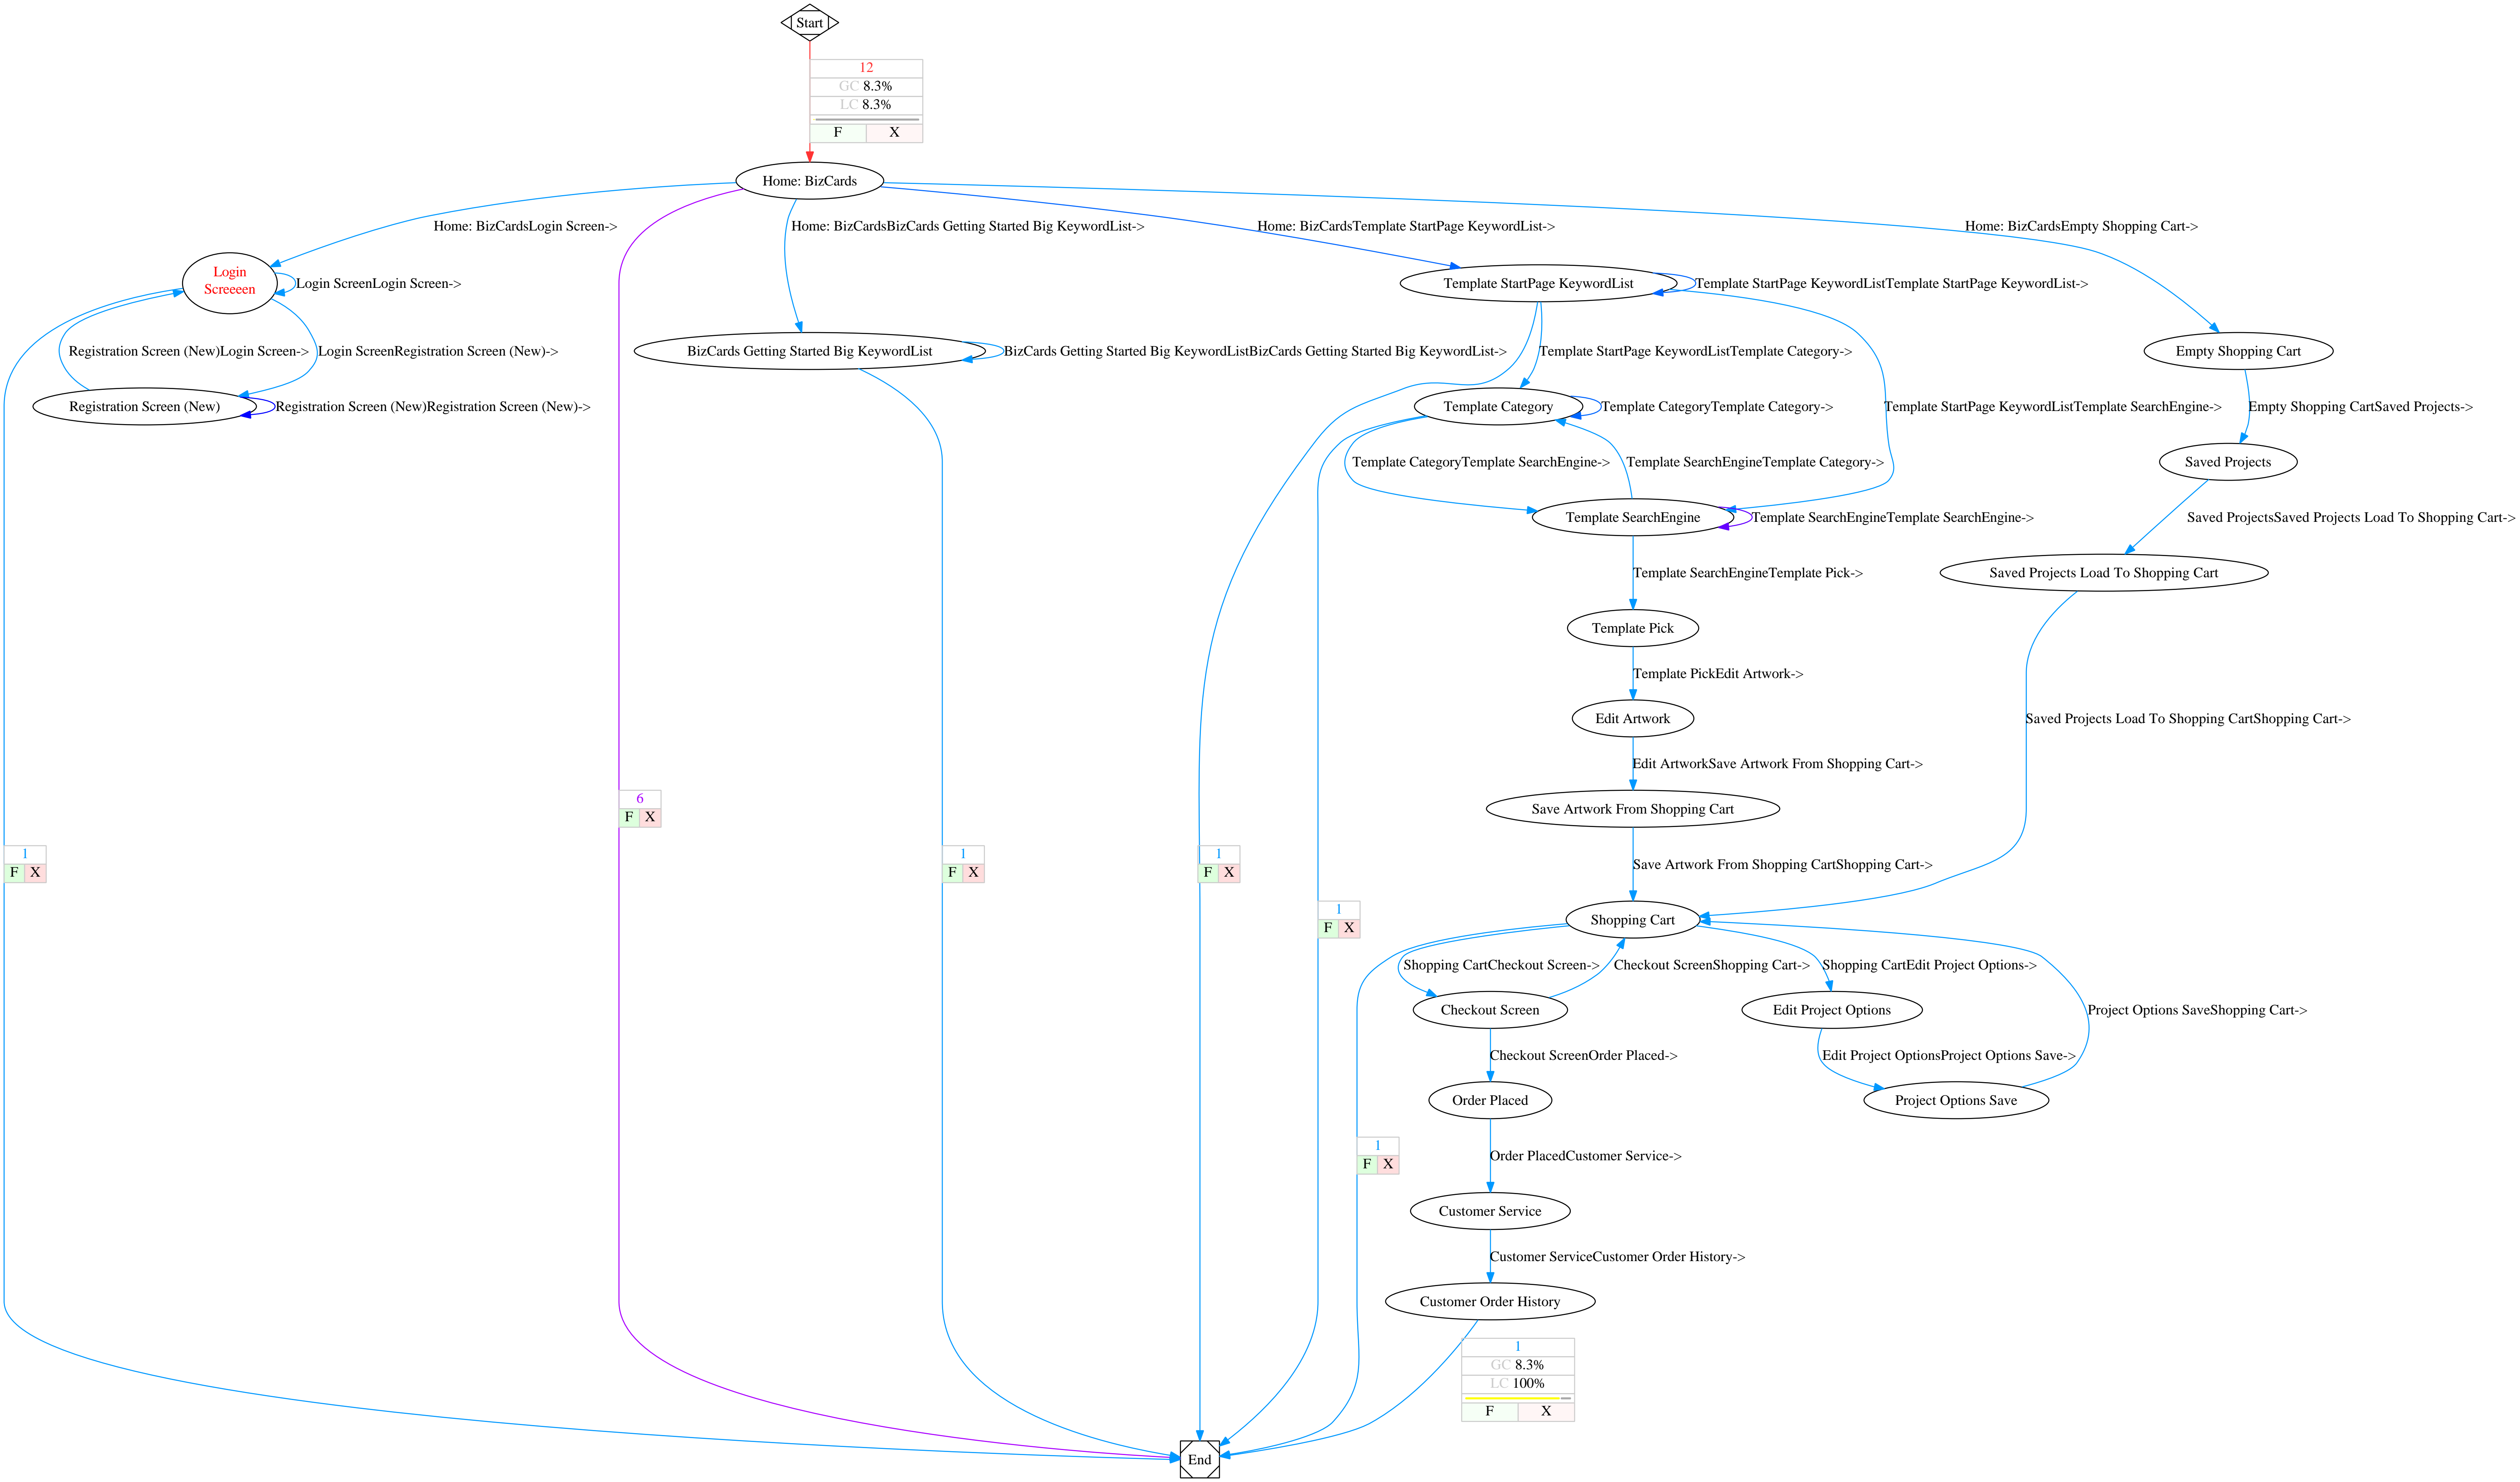 Start
12
GC 8.3%
LC 8.3%
F X
Home: BizCards
Home: BizCardsLogin Screen->
Home: BizCardsBizCards Getting Started Big KeywordList->
Home: BizCardsTemplate StartPage KeywordList->
Home: BizCardsEmpty Shopping Cart->
Login
Screeeen
Login ScreenLogin Screen->
Template StartPage KeywordList
Template StartPage KeywordListTemplate StartPage KeywordList->
Registration Screen (New)Login Screen->
Login ScreenRegistration Screen (New)->
BizCards Getting Started Big KeywordList
BizCards Getting Started Big KeywordListBizCards Getting Started Big KeywordList->
Template StartPage KeywordListTemplate Category->
Empty Shopping Cart
Registration Screen (New)
Registration Screen (New)Registration Screen (New)->
Template Category
Template CategoryTemplate Category->
Template StartPage KeywordListTemplate SearchEngine->
Empty Shopping CartSaved Projects->
Template CategoryTemplate SearchEngine->
Template SearchEngineTemplate Category->
Saved Projects
Template SearchEngine
Template SearchEngineTemplate SearchEngine->
Saved ProjectsSaved Projects Load To Shopping Cart->
Template SearchEngineTemplate Pick->
Saved Projects Load To Shopping Cart
Template Pick
Template PickEdit Artwork->
Edit Artwork
Saved Projects Load To Shopping CartShopping Cart->
Edit ArtworkSave Artwork From Shopping Cart->
6
F X
Save Artwork From Shopping Cart
1
F X
1
F X
1
F X
Save Artwork From Shopping CartShopping Cart->
1
F X
Shopping Cart
Shopping CartCheckout Screen->
Checkout ScreenShopping Cart->
Shopping CartEdit Project Options->
Checkout Screen
Edit Project Options
Project Options SaveShopping Cart->
Checkout ScreenOrder Placed->
Edit Project OptionsProject Options Save->
Order Placed
Project Options Save
1
F X
Order PlacedCustomer Service->
Customer Service
Customer ServiceCustomer Order History->
Customer Order History
1
GC 8.3%
LC 100%
F X
End